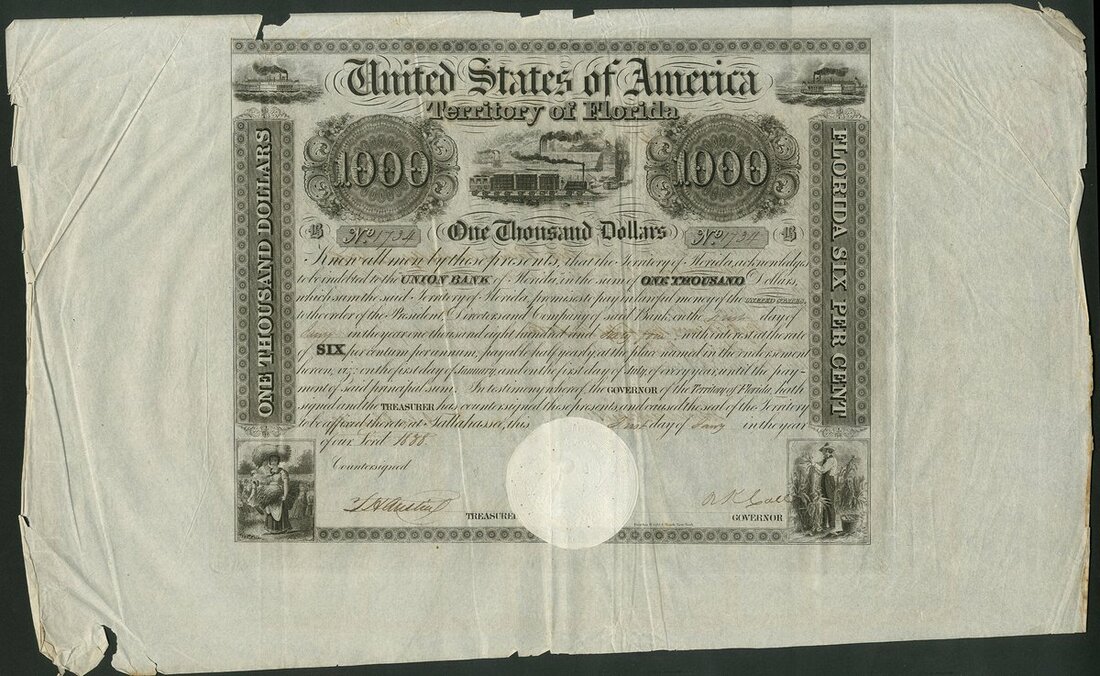 United States of America
Territory of Florida
ONE THOUSAND DOLLARS
1000
1000
FLORIDA SIX PER CENT
B No. 1734
One Thousand Dollars
No. 1734 B
Know all men by these presents, that the Territory of Florida, acknowledges
to be indebted to the UNION BANK of Florida, in the sum of ONE THOUSAND Dollars,
which sum the said Territory of Florida, promises to pay in lawful money of the UNITED STATES,
to the order of the President Directors and Company of said Bank, on the First day of
in the year one thousand eight hundred and with interest at the rate
of SIX per centum per annum, payable half yearly, at the place named in the endorsement
hereon, viz: on the first day of January, and on the first day of July, of every year, until the pay-
ment of said principal sum. In testimony whereof, the GOVERNOR of the Territory of Florida, hath
signed and the TREASURER has countersigned these presents, and caused the seal of the Territory
to be affixed thereto, at Tallahassee, this First day of Jany in the year
of our Lord 1838.
Countersigned
TREASURER
R K Call
GOVERNOR